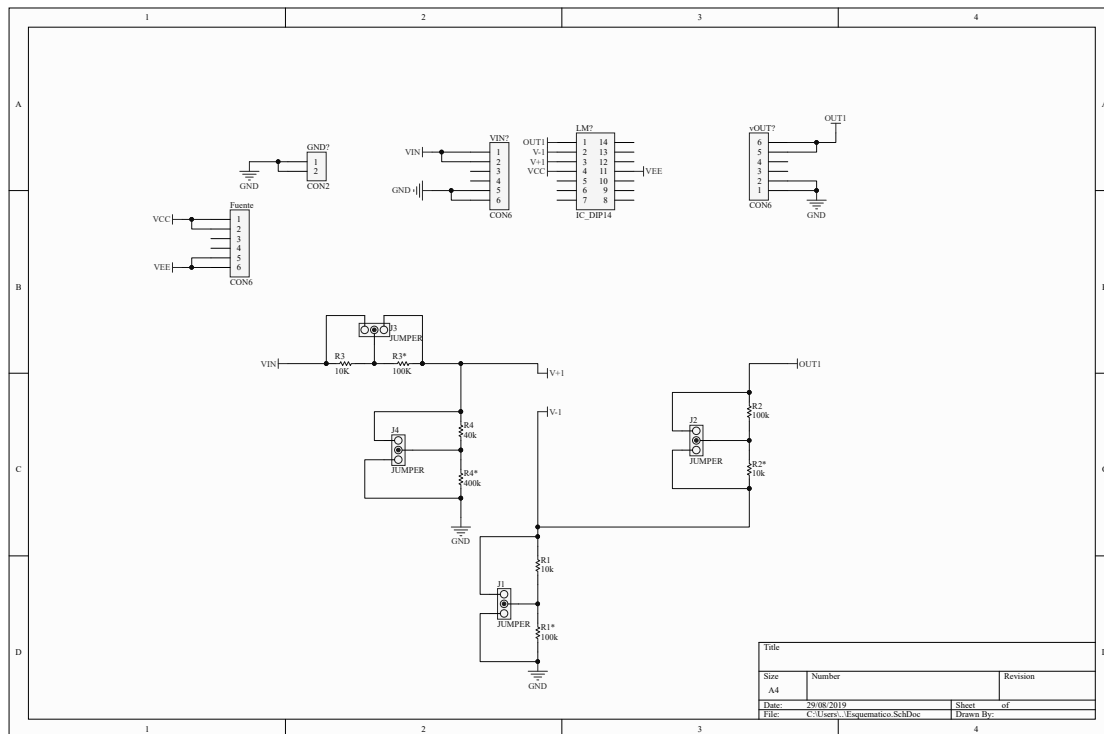 1 2 3 4
A
B
C
D
GND?
1
2
CON2
GND
VIN?
VIN
1
2
3
4
5
6
GND
CON6
LM?
OUT1 1 14
V-1 2 13
V+1 3 12
VCC 4 11 VEE
5 10
6 9
7 8
IC_DIP14
vOUT?
OUT1
6
5
4
3
2
1
CON6
GND
Fuente
VCC
1
2
3
4
5
6
VEE
CON6
J3
JUMPER
VIN
R3
10K
R3*
100K
V+1
V-1
OUT1
J4
JUMPER
R4
40k
R4*
400k
GND
J2
JUMPER
R2
100k
R2*
10k
J1
JUMPER
R1
10k
R1*
100k
GND
Title
Size Number Revision
A4
Date: 29/08/2019 Sheet of
File: C:\Users\..\Esquematico.SchDoc Drawn By:
1 2 3 4